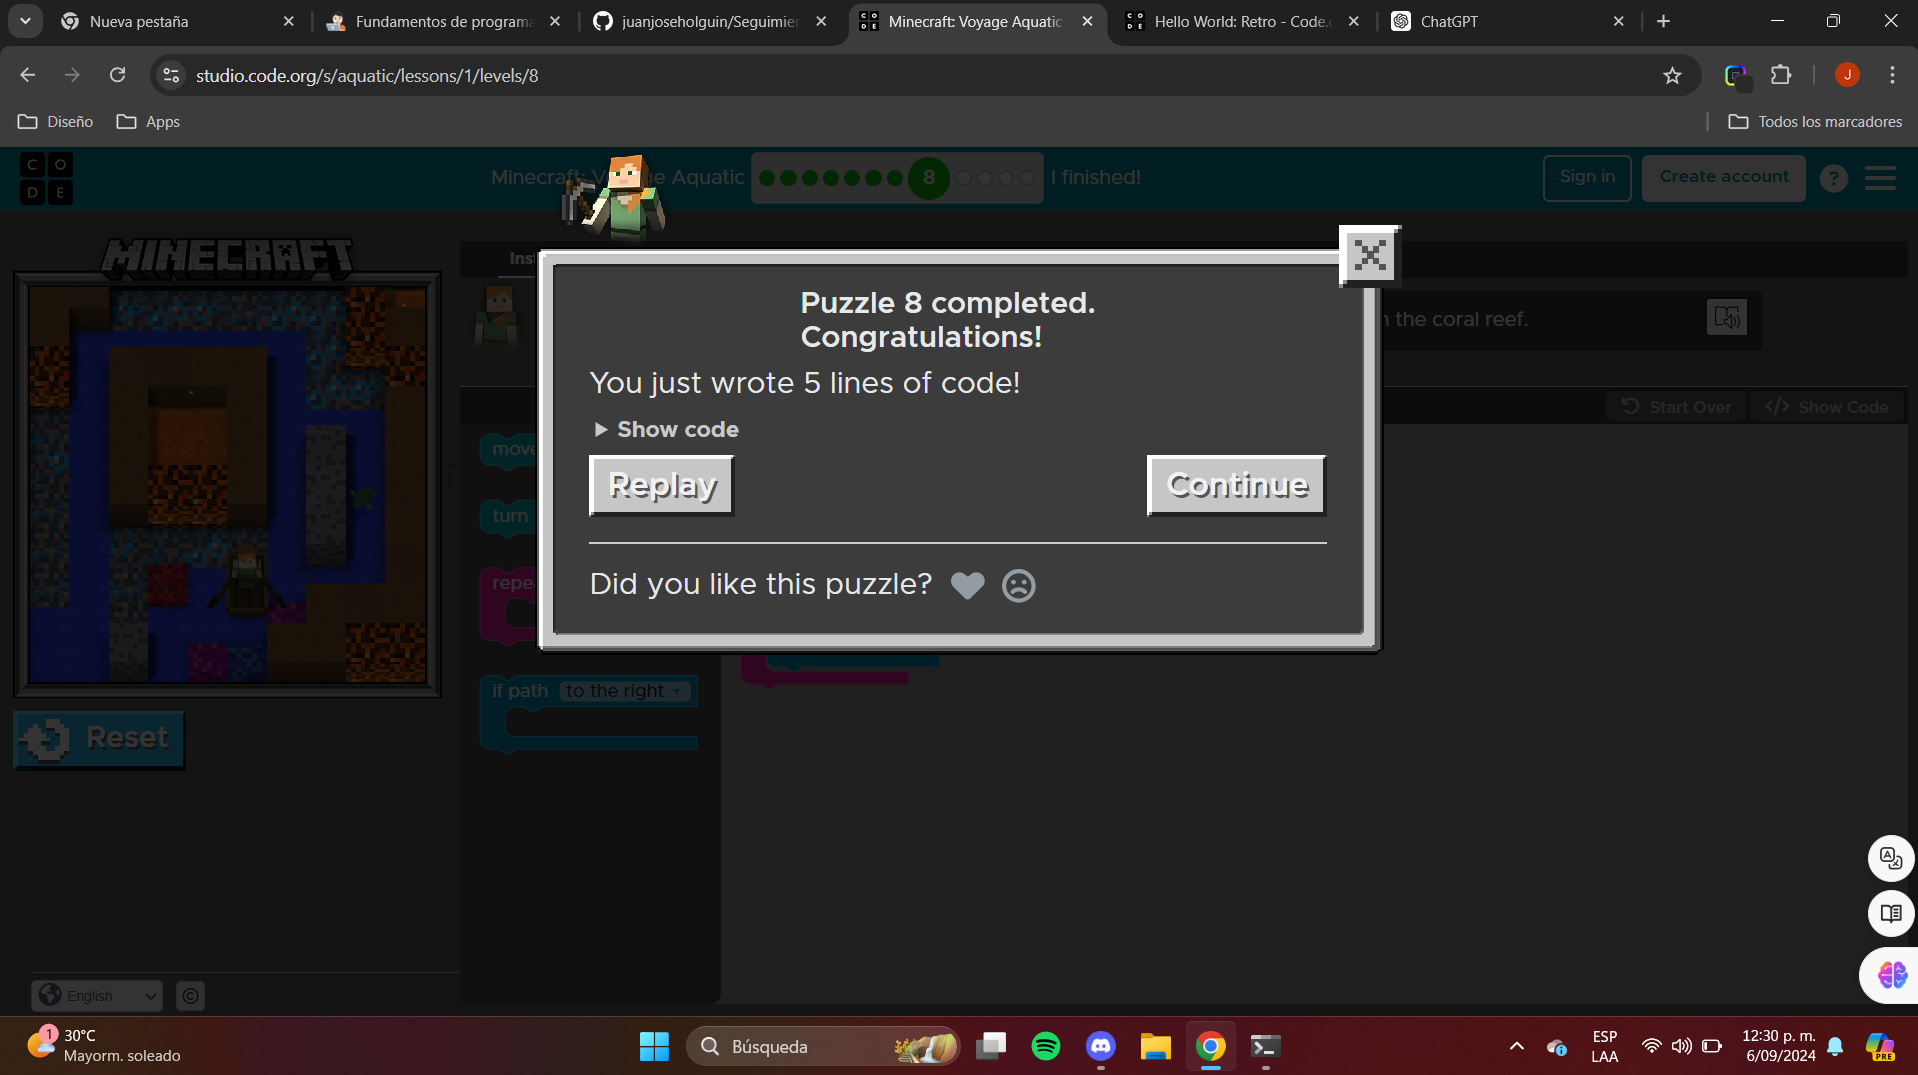 Nueva pestaña
Fundamentos de programa
juanjoseholguin/Seguimier
Minecraft: Voyage Aquatic
Hello World: Retro - Code.
ChatGPT
studio.code.org/s/aquatic/lessons/1/levels/8
J
Diseño
Apps
Todos los marcadores
C O
D E
Minecraft: V e Aquatic
8
I finished!
Sign in
Create account
?
MINECRAFT
Ins
n the coral reef.
Puzzle 8 completed.
Congratulations!
You just wrote 5 lines of code!
Show code
Replay
Continue
Did you like this puzzle?
Start Over
Show Code
move
turn
repe
if path to the right
Reset
English
30°C
Mayorm. soleado
1
Búsqueda
ESP
LAA
12:30 p. m.
6/09/2024
PRE